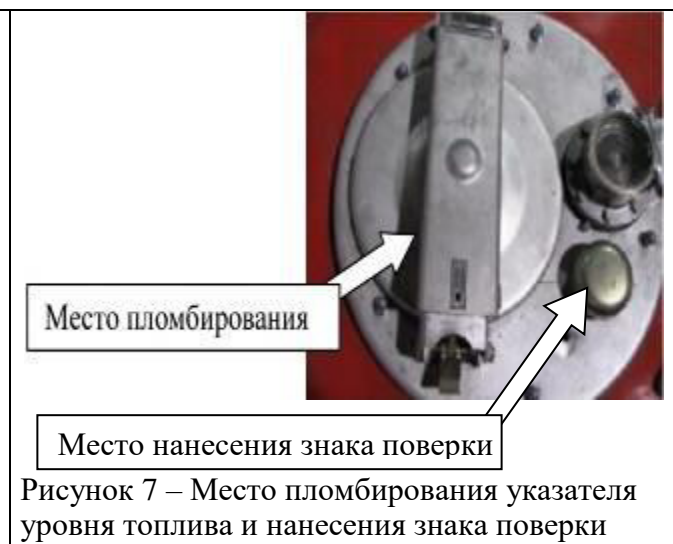 Место пломбирования
Место нанесения знака поверки
Рисунок 7 – Место пломбирования указателя
уровня топлива и нанесения знака поверки